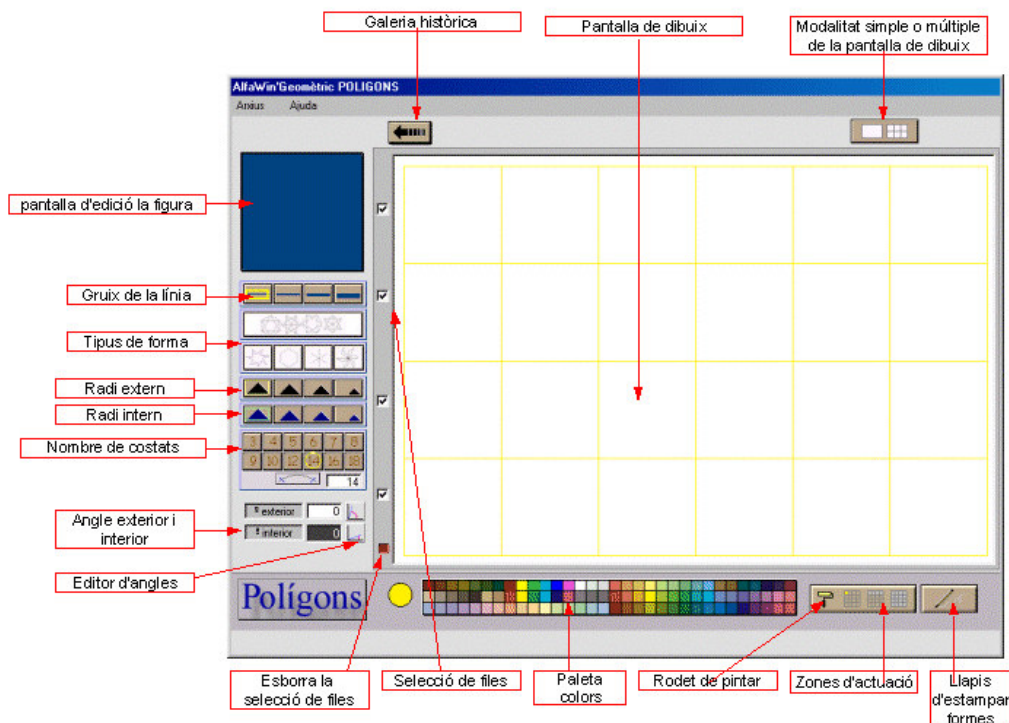 Galeria històrica
Pantalla de dibuix
Modalitat simple o múltiple
de la pantalla de dibuix
AlfaWin'Geomètric POLIGONS
Arxius Ajuda
pantalla d'edició la figura
Gruix de la línia
Tipus de forma
Radi extern
Radi intern
Nombre de costats
3 4 5 6 7 8
9 10 12 14 16 18
14
Angle exterior i
interior
º exterior 0
º interior 0
Editor d'angles
Polígons
Esborra la
selecció de files
Selecció de files
Paleta
colors
Rodet de pintar
Zones d'actuació
Llapis
d'estampar
formes